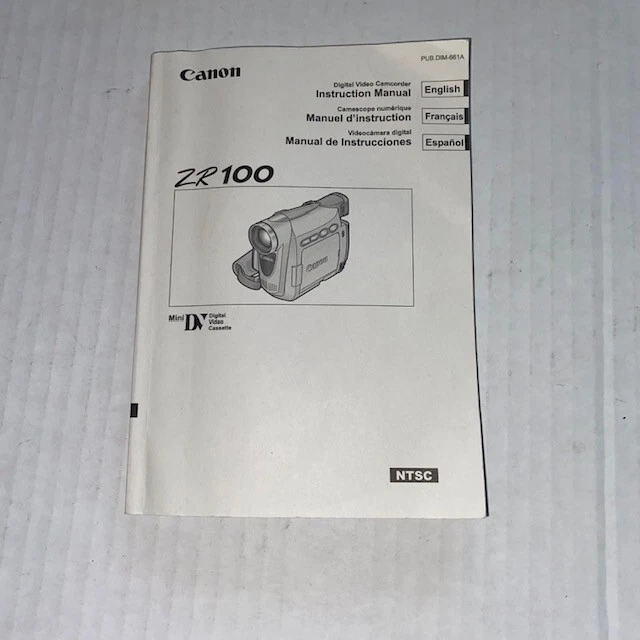 Canon
PUB.DIM-661A
Digital Video Camcorder
Instruction Manual
English
Camescope numérique
Manuel d'instruction
Français
Videocámara digital
Manual de Instrucciones
Español
ZR100
Canon
Mini DV Digital
Video
Cassette
NTSC